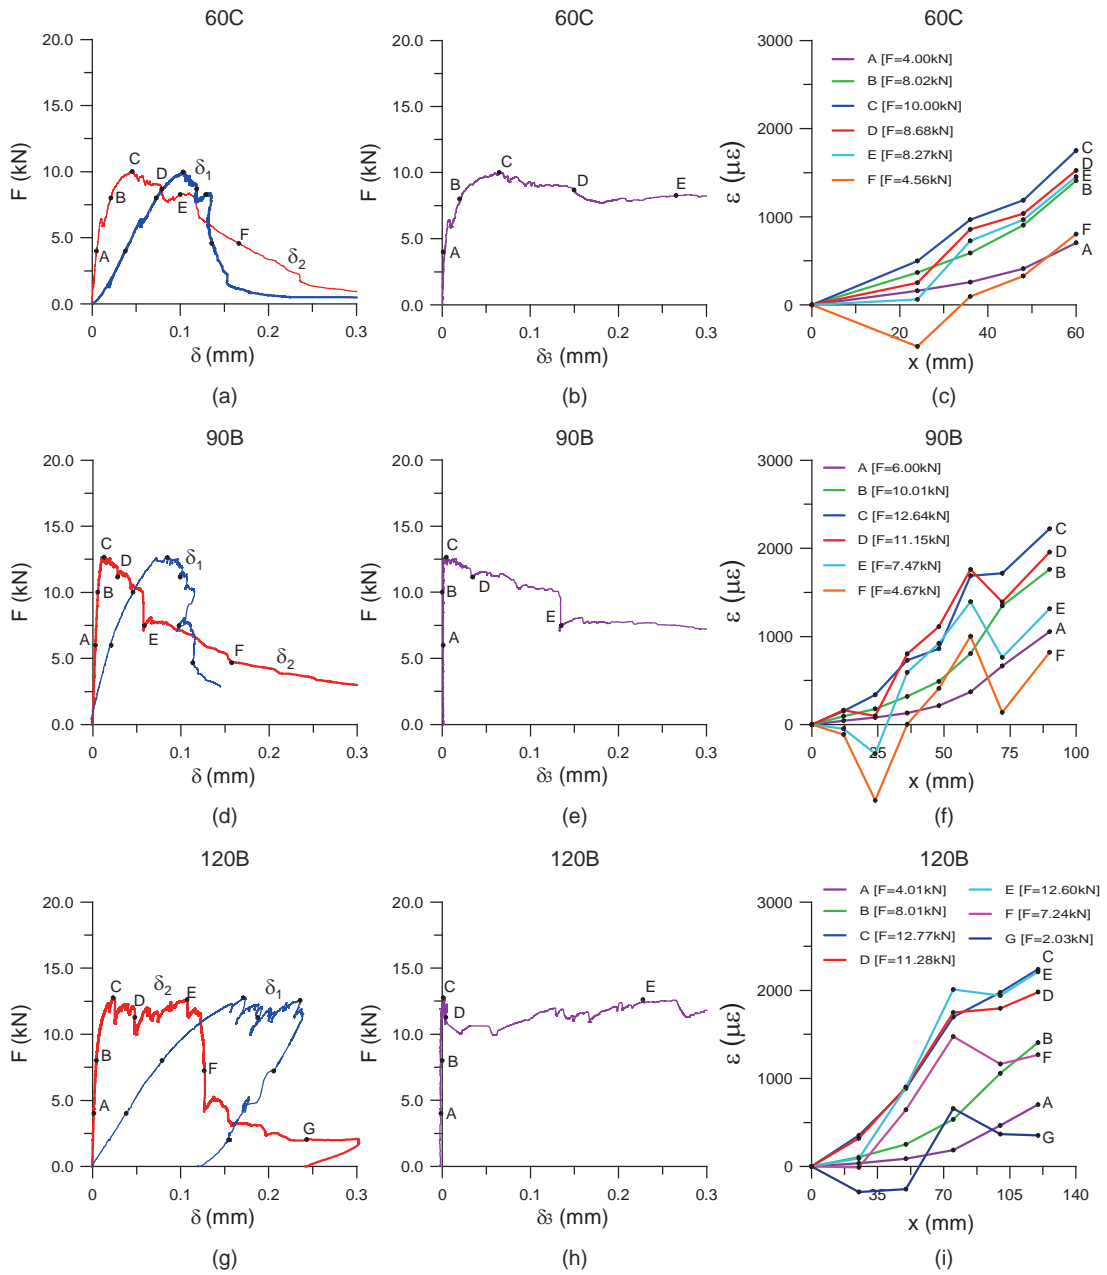 60C
60C
60C
20.0
15.0
10.0
5.0
0.0
F (kN)
A
B
C
D
E
F
δ1
δ2
0
0.1
0.2
0.3
δ (mm)
(a)
20.0
15.0
10.0
5.0
0.0
F (kN)
A
B
C
D
E
0
0.1
0.2
0.3
δ3 (mm)
(b)
3000
2000
1000
0
ε (με)
A [F=4.00kN]
B [F=8.02kN]
C [F=10.00kN]
D [F=8.68kN]
E [F=8.27kN]
F [F=4.56kN]
C
D
E
B
F
A
0
20
40
60
x (mm)
(c)
90B
90B
90B
20.0
15.0
10.0
5.0
0.0
F (kN)
A
B
C
D
E
F
δ1
δ2
0
0.1
0.2
0.3
δ (mm)
(d)
20.0
15.0
10.0
5.0
0.0
F (kN)
A
B
C
D
E
0
0.1
0.2
0.3
δ3 (mm)
(e)
3000
2000
1000
0
ε (με)
A [F=6.00kN]
B [F=10.01kN]
C [F=12.64kN]
D [F=11.15kN]
E [F=7.47kN]
F [F=4.67kN]
C
D
B
E
A
F
0
25
50
75
100
x (mm)
(f)
120B
120B
120B
20.0
15.0
10.0
5.0
0.0
F (kN)
A
B
C
D
E
F
G
δ2
δ1
0
0.1
0.2
0.3
δ (mm)
(g)
20.0
15.0
10.0
5.0
0.0
F (kN)
A
B
C
D
E
0
0.1
0.2
0.3
δ3 (mm)
(h)
3000
2000
1000
0
ε (με)
A [F=4.01kN]
B [F=8.01kN]
C [F=12.77kN]
D [F=11.28kN]
E [F=12.60kN]
F [F=7.24kN]
G [F=2.03kN]
C
E
D
B
F
A
G
0
35
70
105
140
x (mm)
(i)